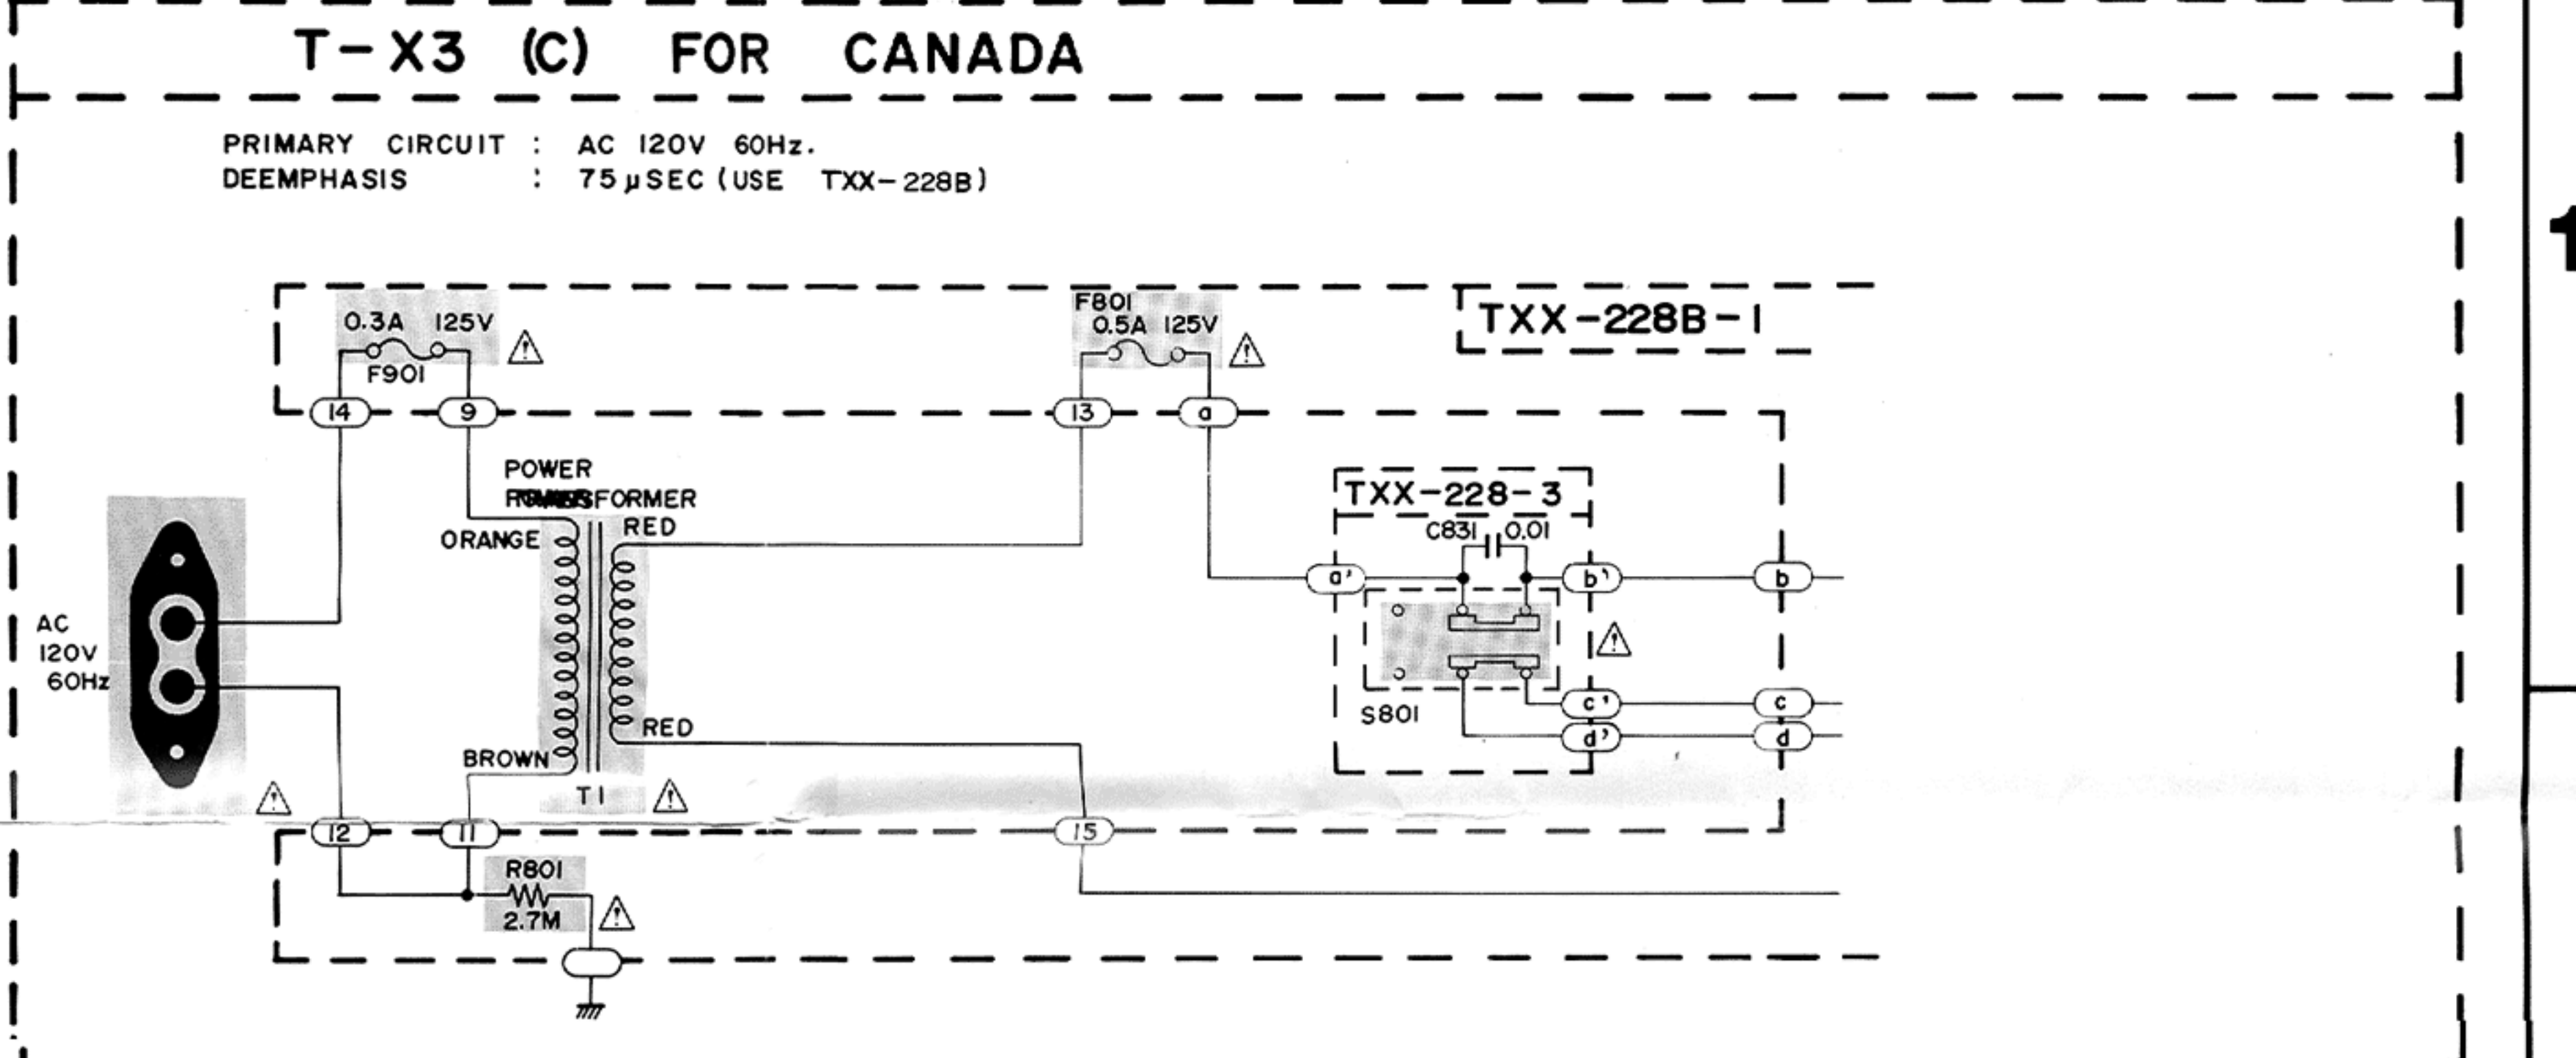 T-X3 (C) FOR CANADA
PRIMARY CIRCUIT : AC 120V 60Hz.
DEEMPHASIS : 75µSEC (USE TXX-228B)
1
0.3A 125V
F901
F801
0.5A 125V
TXX-228B-1
14
9
13
a
POWER
FORMER
ORANGE
RED
TXX-228-3
C831 0.01
a'
b'
b
AC
120V
60Hz
S801
c'
c
d'
d
RED
BROWN
T1
12
11
15
R801
2.7M